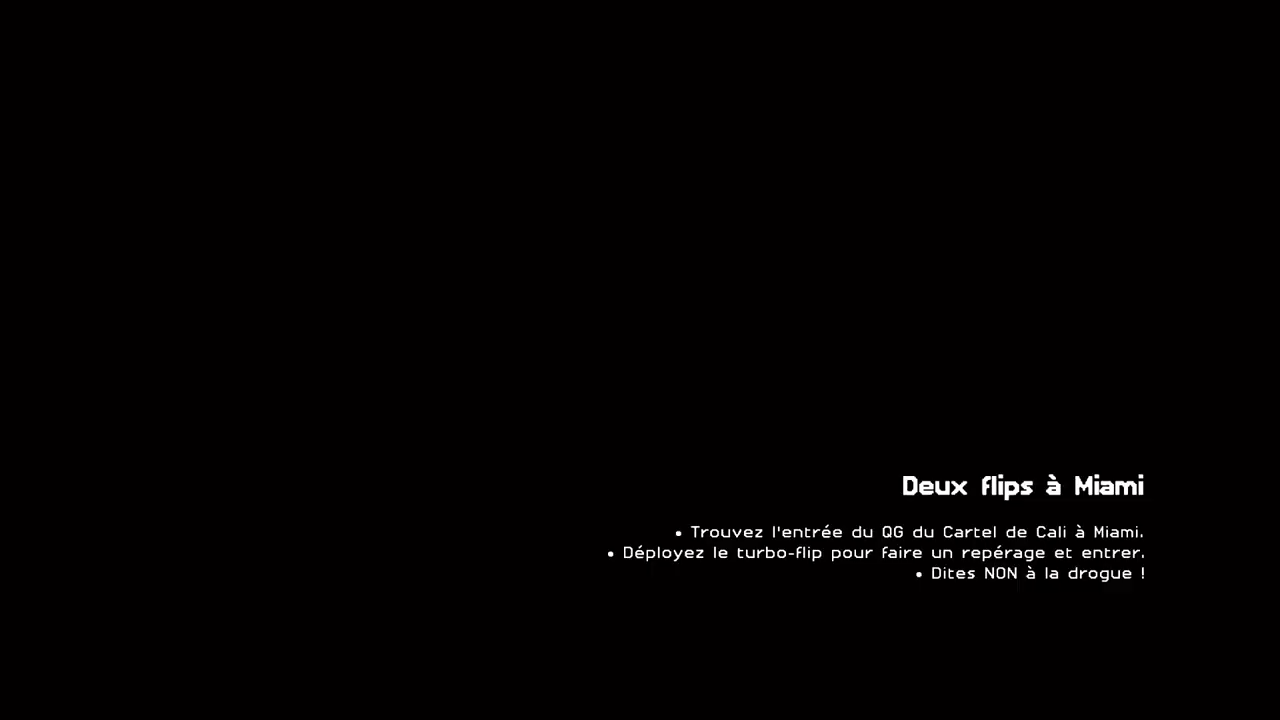 Deux flips à Miami
• Trouvez l'entrée du QG du Cartel de Cali à Miami.
• Déployez le turbo-flip pour faire un repérage et entrer.
• Dites NON à la drogue !